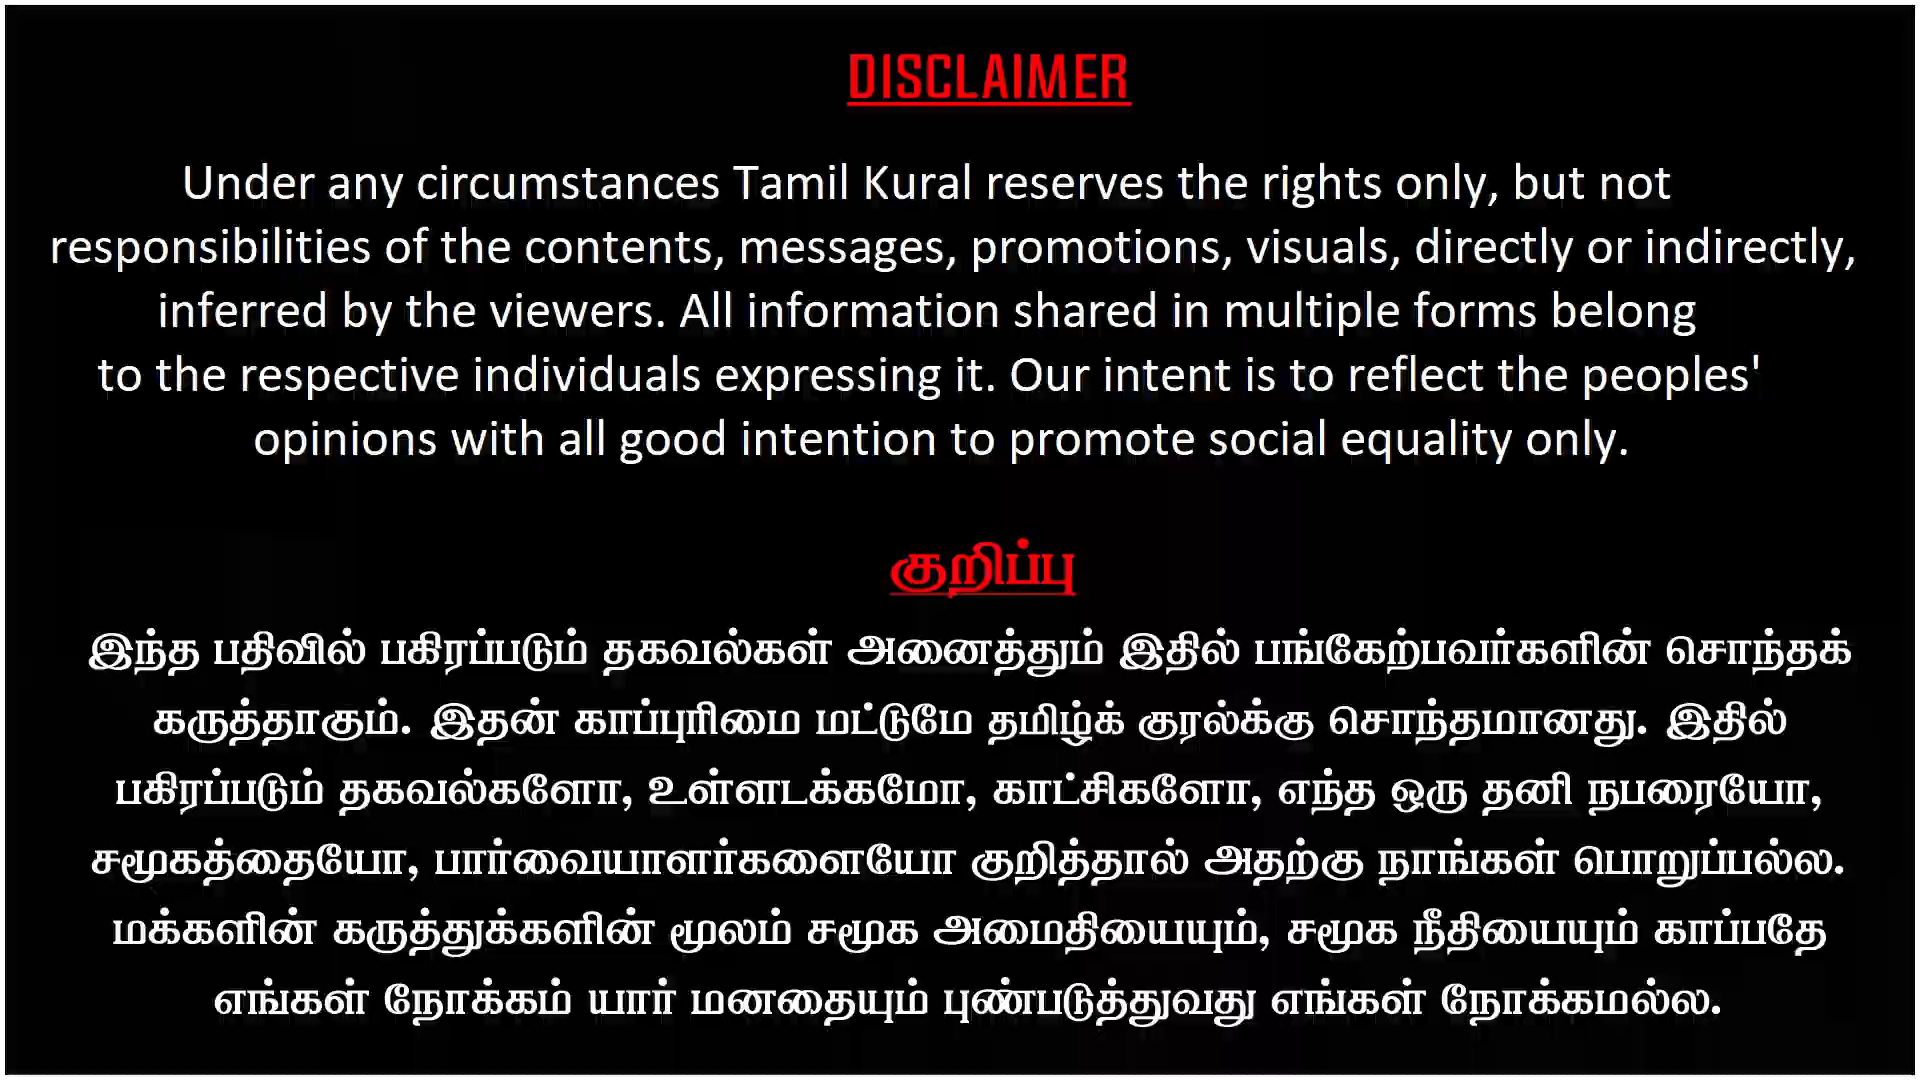 DISCLAIMER
Under any circumstances Tamil Kural reserves the rights only, but not
responsibilities of the contents, messages, promotions, visuals, directly or indirectly,
inferred by the viewers. All information shared in multiple forms belong
to the respective individuals expressing it. Our intent is to reflect the peoples'
opinions with all good intention to promote social equality only.
குறிப்பு
இந்த பதிவில் பகிரப்படும் தகவல்கள் அனைத்தும் இதில் பங்கேற்பவர்களின் சொந்தக்
கருத்தாகும். இதன் காப்புரிமை மட்டுமே தமிழ்க் குரல்க்கு சொந்தமானது. இதில்
பகிரப்படும் தகவல்களோ, உள்ளடக்கமோ, காட்சிகளோ, எந்த ஒரு தனி நபரையோ,
சமூகத்தையோ, பார்வையாளர்களையோ குறித்தால் அதற்கு நாங்கள் பொறுப்பல்ல.
மக்களின் கருத்துக்களின் மூலம் சமூக அமைதியையும், சமூக நீதியையும் காப்பதே
எங்கள் நோக்கம் யார் மனதையும் புண்படுத்துவது எங்கள் நோக்கமல்ல.